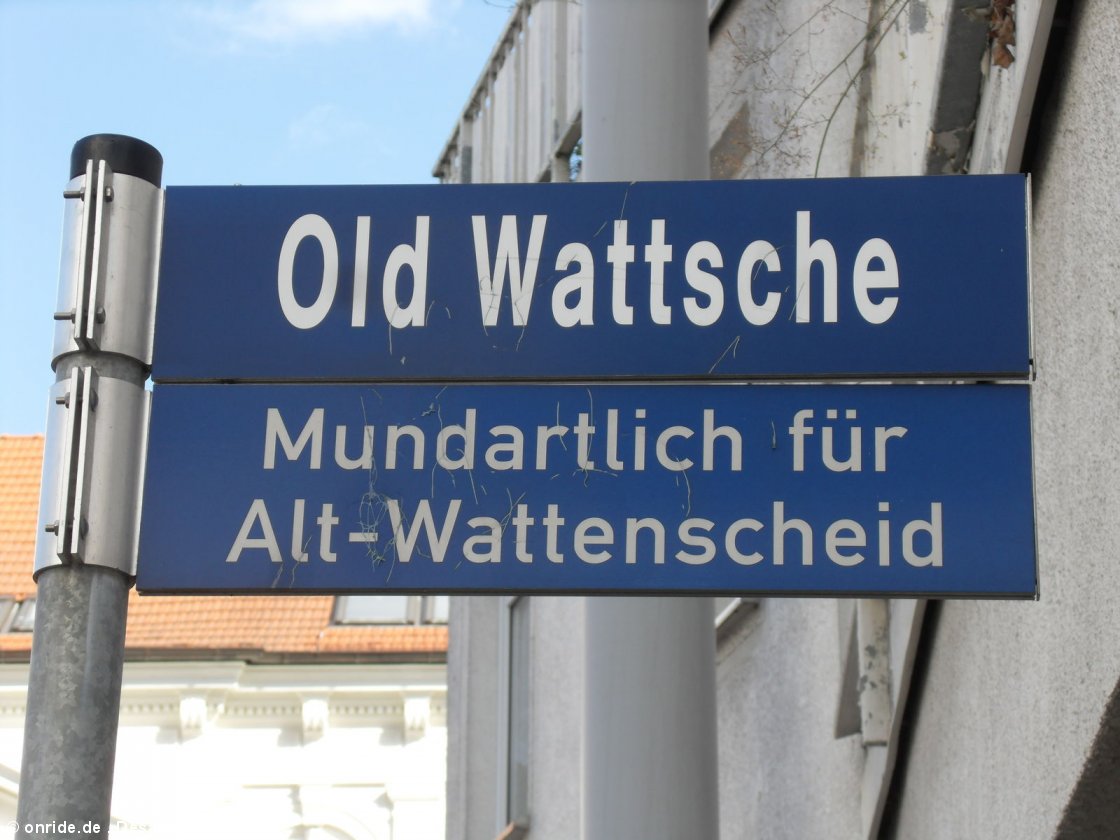 Old Wattsche
Mundartlich für
Alt-Wattenscheid
© onride.de